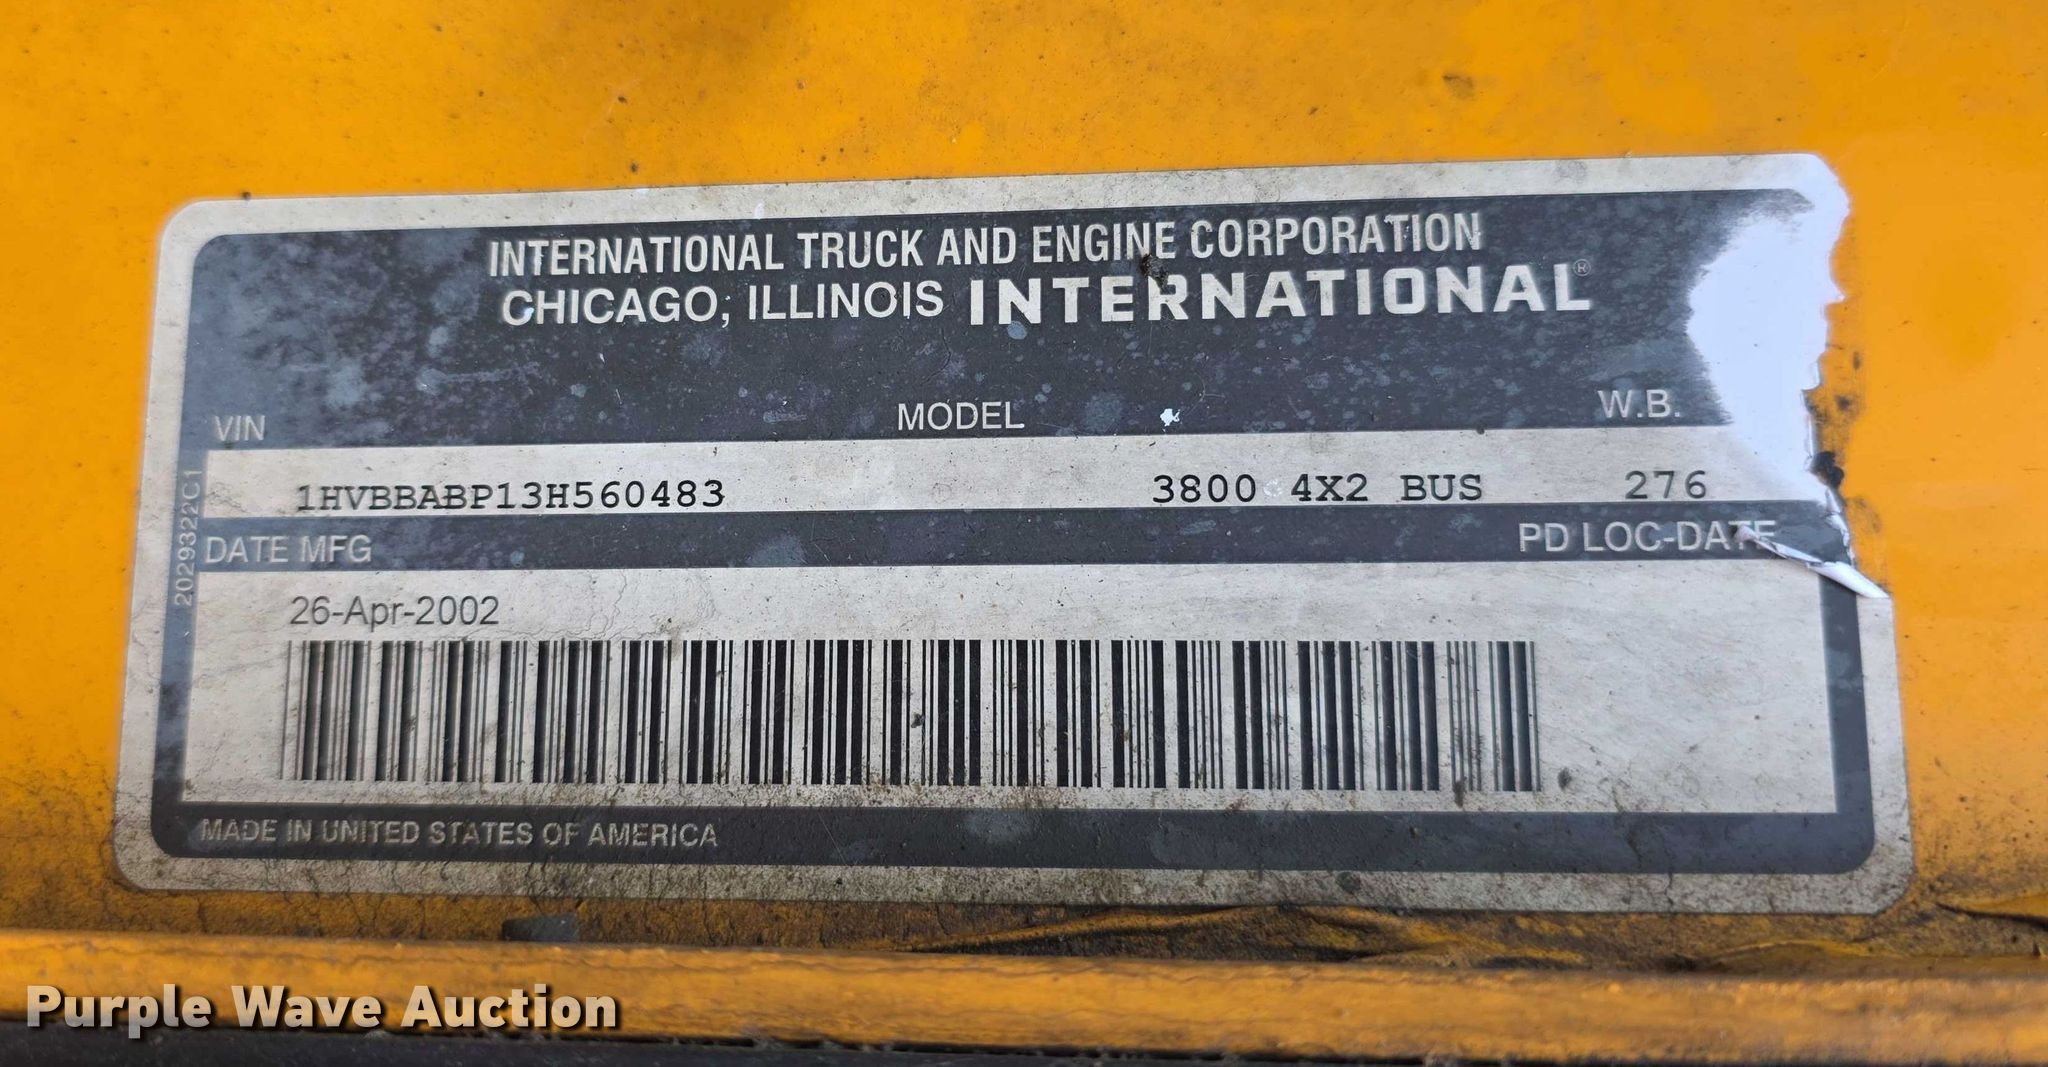 INTERNATIONAL TRUCK AND ENGINE CORPORATION
CHICAGO, ILLINOIS INTERNATIONAL®
VIN MODEL W.B.
1HVBBABP13H560483 3800 4X2 BUS 276
DATE MFG PD LOC-DATE
26-Apr-2002
MADE IN UNITED STATES OF AMERICA
2029322C1
Purple Wave Auction